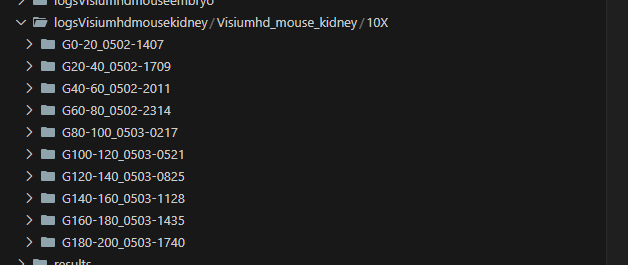 logsVisiumhdmouseembryo
logsVisiumhdmousekidney / Visiumhd_mouse_kidney / 10X
G0-20_0502-1407
G20-40_0502-1709
G40-60_0502-2011
G60-80_0502-2314
G80-100_0503-0217
G100-120_0503-0521
G120-140_0503-0825
G140-160_0503-1128
G160-180_0503-1435
G180-200_0503-1740
results